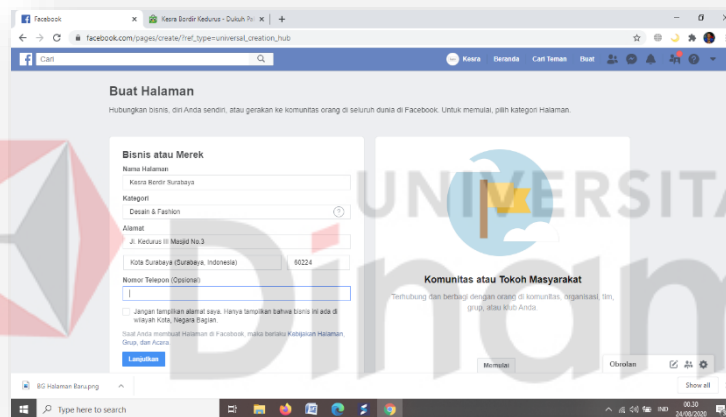 Facebook
Kesra Bordir Kedurus - Dukuh Pa
facebook.com/pages/create/?ref_type=universal_creation_hub
Cari
Kesra Beranda Cari Teman Buat
Buat Halaman
Hubungkan bisnis, diri Anda sendiri, atau gerakan ke komunitas orang di seluruh dunia di Facebook. Untuk memulai, pilih kategori Halaman.
Bisnis atau Merek
Nama Halaman
Kesra Bordir Surabaya
Kategori
Desain & Fashion
Alamat
Jl. Kedurus III Masjid No.3
Kota Surabaya (Surabaya, Indonesia) 60224
Nomor Telepon (Opsional)
Jangan tampilkan alamat saya. Hanya tampilkan bahwa bisnis ini ada di
wilayah Kota, Negara Bagian.
Saat Anda membuat Halaman di Facebook, maka berlaku Kebijakan Halaman,
Grup, dan Acara.
Lanjutkan
Komunitas atau Tokoh Masyarakat
Terhubung dan berbagi dengan orang di komunitas, organisasi, tim,
grup, atau klub Anda.
Memulai
Obrolan
UNIVERSITA
Dinam
BG Halaman Baru.png
Show all
Type here to search
IND
00.30
24/08/2020